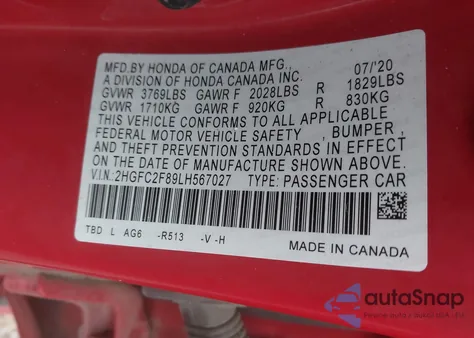 MFD.BY HONDA OF CANADA MFG., 07/'20
A DIVISION OF HONDA CANADA INC.
GVWR 3769LBS GAWR F 2028LBS R 1829LBS
GVWR 1710KG GAWR F 920KG R 830KG
THIS VEHICLE CONFORMS TO ALL APPLICABLE
FEDERAL MOTOR VEHICLE SAFETY , BUMPER ,
AND THEFT PREVENTION STANDARDS IN EFFECT
ON THE DATE OF MANUFACTURE SHOWN ABOVE.
V.I.N.:2HGFC2F89LH567027 TYPE: PASSENGER CAR
TBD L AG6 -R513 -V -H
MADE IN CANADA
autoSnap